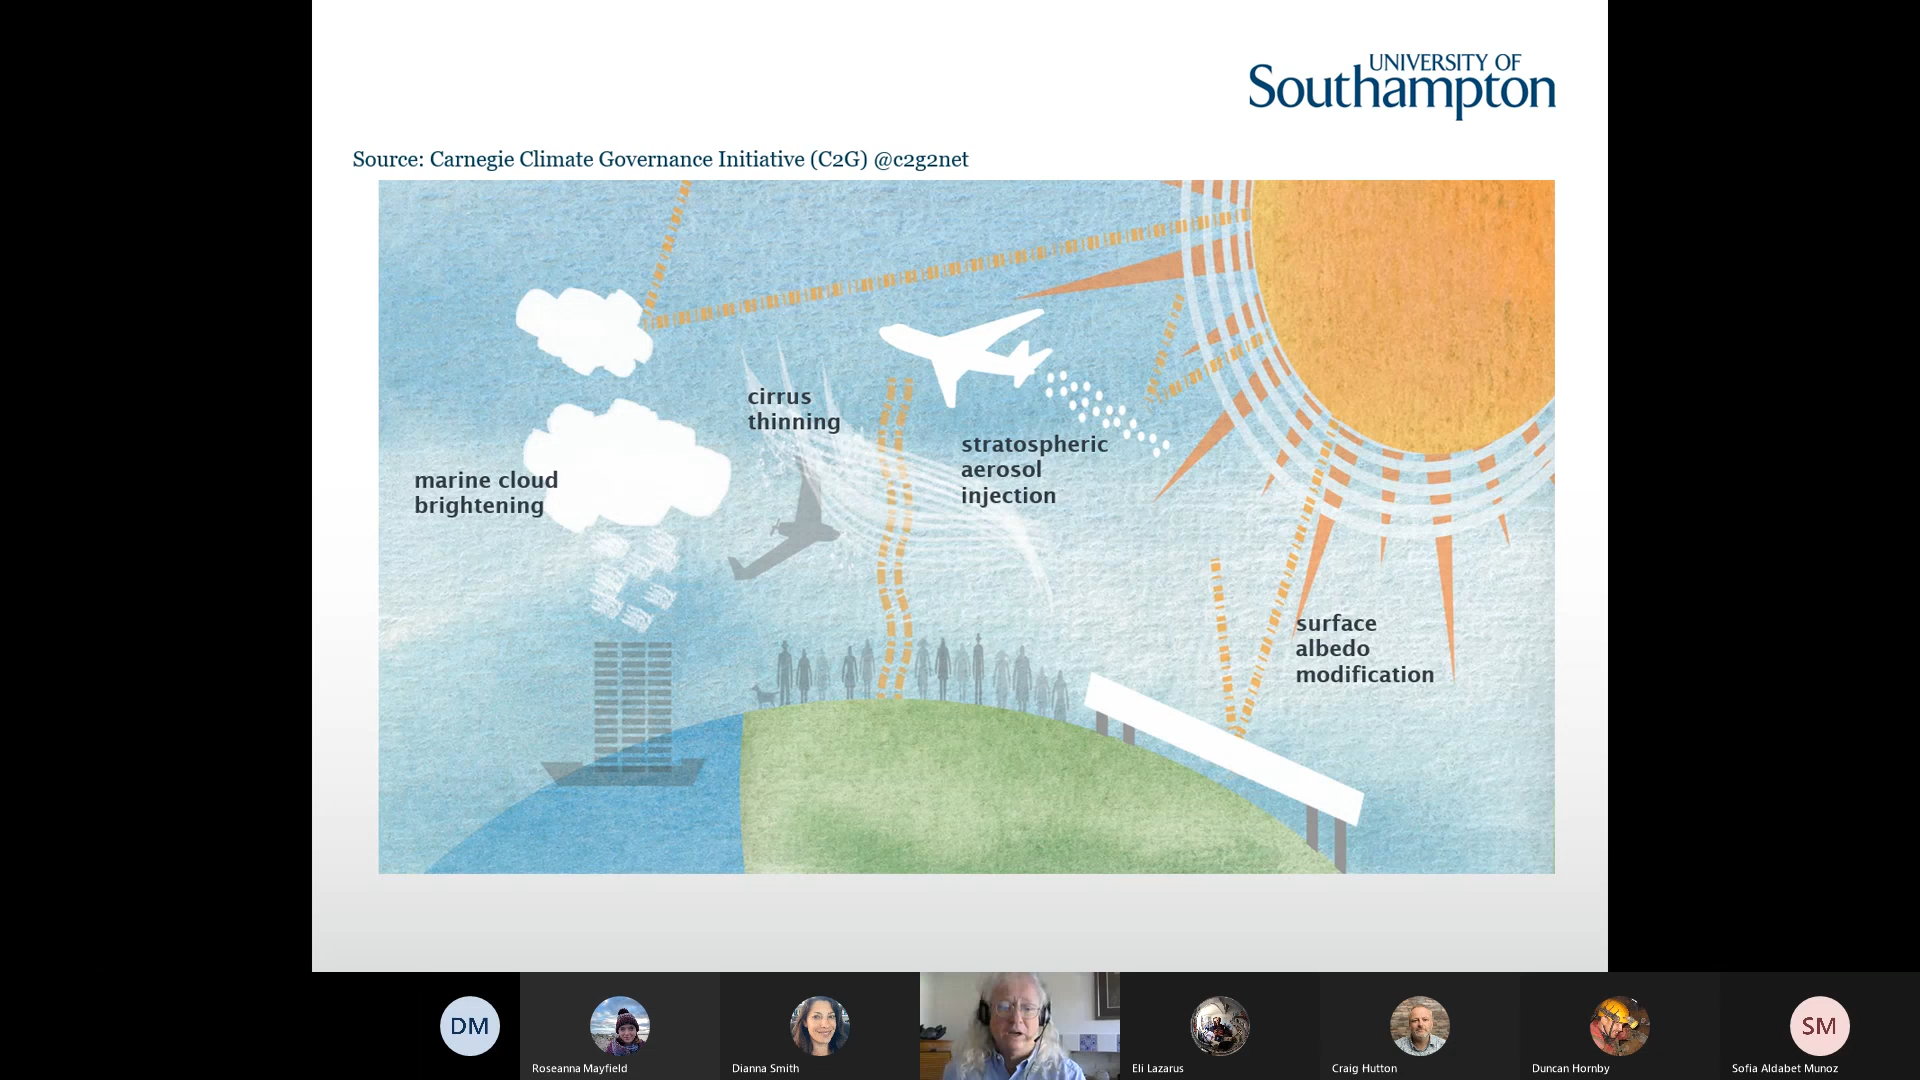 UNIVERSITY OF
Southampton
Source: Carnegie Climate Governance Initiative (C2G) @c2g2net
cirrus
thinning
stratospheric
aerosol
injection
marine cloud
brightening
surface
albedo
modification
DM
SM
Roseanna Mayfield
Dianna Smith
Eli Lazarus
Craig Hutton
Duncan Hornby
Sofia Aldabet Munoz